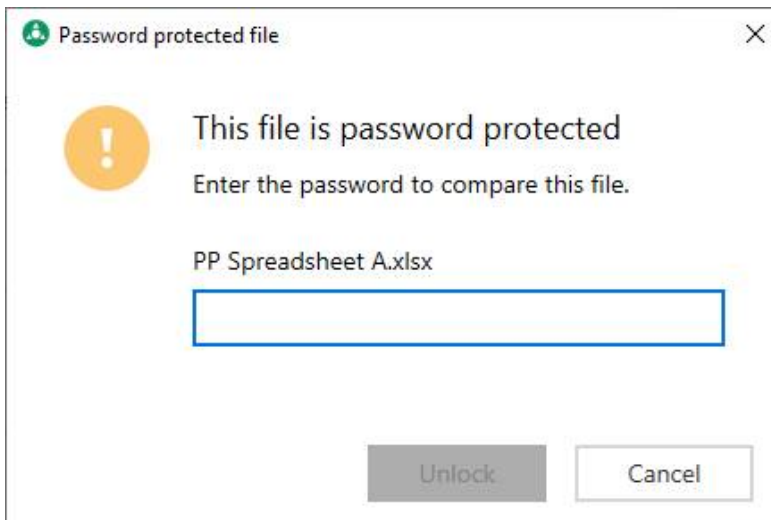 Password protected file
This file is password protected
Enter the password to compare this file.
PP Spreadsheet A.xlsx
Unlock
Cancel